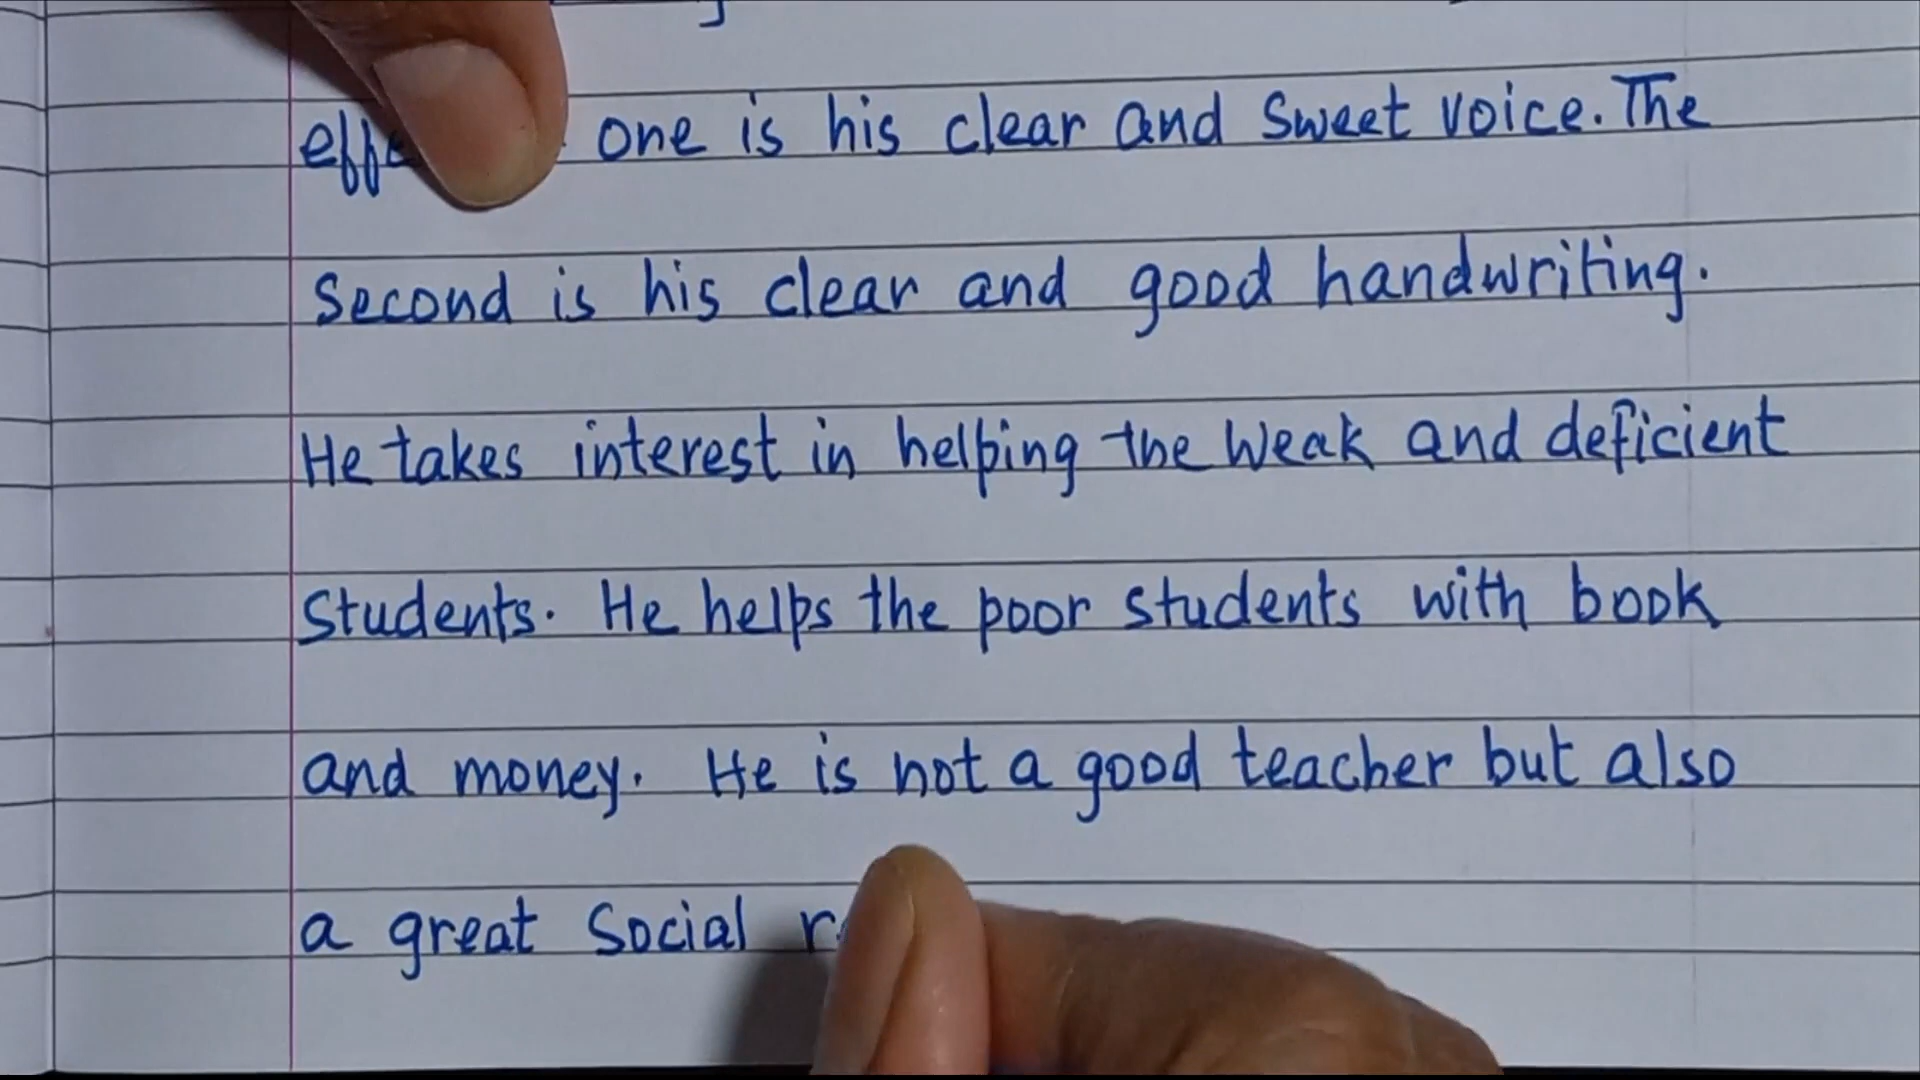 one is his clear and sweet voice. The
Second is his clear and good handwriting.
He takes interest in helping the weak and deficient
Students. He helps the poor students with book
and money. He is not a good teacher but also
a great Social